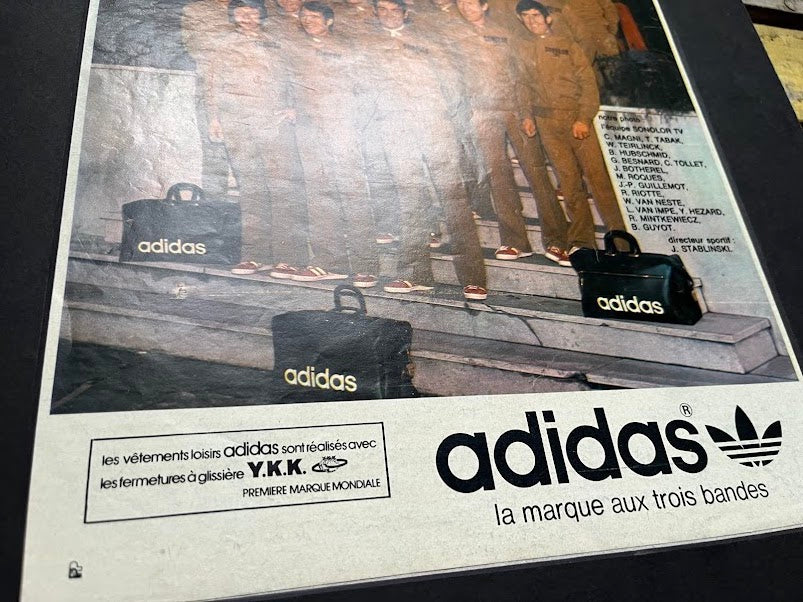 notre photo
l'équipe SONOLOR TV
C. MAGNI, T. TABAK,
W. TEIRLINCK,
B. HUBSCHMID,
G. BESNARD, C. TOLLET,
J. BOTHEREL,
M. ROQUES,
J.-P. GUILLEMOT,
R. RIOTTE,
W. VAN NESTE,
L. VAN IMPE, Y. HEZARD,
R. MINTKEWIECZ,
B. GUYOT.
directeur sportif :
J. STABLINSKI.
adidas
adidas
adidas
les vêtements loisirs adidas sont réalisés avec
les fermetures à glissière Y.K.K.
PREMIERE MARQUE MONDIALE
adidas®
la marque aux trois bandes